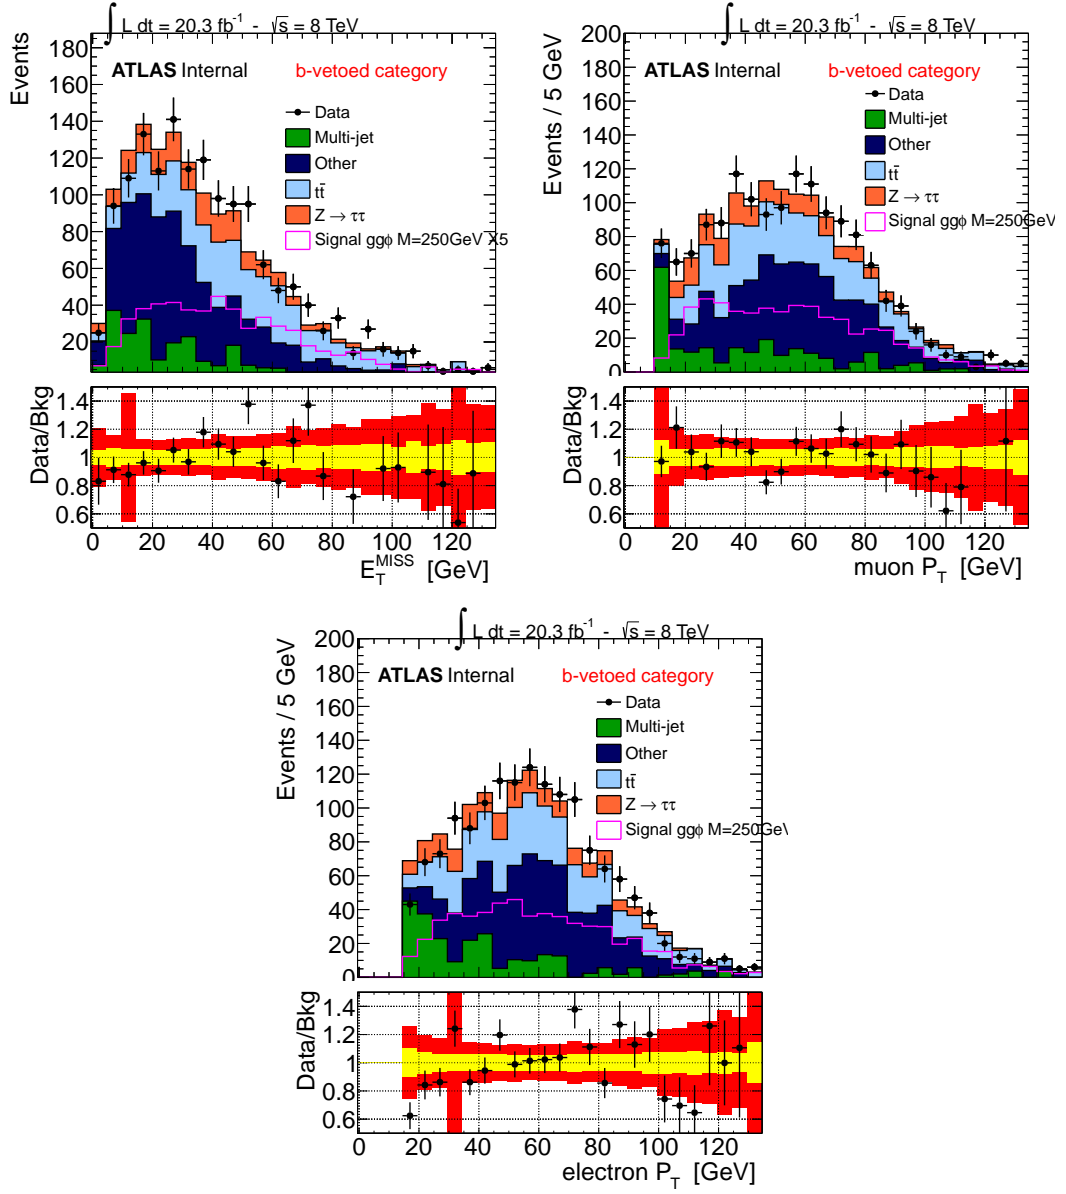 ∫ L dt = 20.3 fb⁻¹ - √s = 8 TeV
Events
180
160
140
120
100
80
60
40
20
ATLAS Internal
b-vetoed category
Data
Multi-jet
Other
tt̄
Z → ττ
Signal ggϕ M=250GeV X5
Data/Bkg
1.4
1.2
1
0.8
0.6
0 20 40 60 80 100 120
E_T^MISS [GeV]
∫ L dt = 20.3 fb⁻¹ - √s = 8 TeV
Events / 5 GeV
200
180
160
140
120
100
80
60
40
20
0
ATLAS Internal
b-vetoed category
Data
Multi-jet
Other
tt̄
Z → ττ
Signal ggϕ M=250GeV
Data/Bkg
1.4
1.2
1
0.8
0.6
0 20 40 60 80 100 120
muon P_T [GeV]
∫ L dt = 20.3 fb⁻¹ - √s = 8 TeV
Events / 5 GeV
200
180
160
140
120
100
80
60
40
20
0
ATLAS Internal
b-vetoed category
Data
Multi-jet
Other
tt̄
Z → ττ
Signal ggϕ M=250GeV
Data/Bkg
1.4
1.2
1
0.8
0.6
0 20 40 60 80 100 120
electron P_T [GeV]